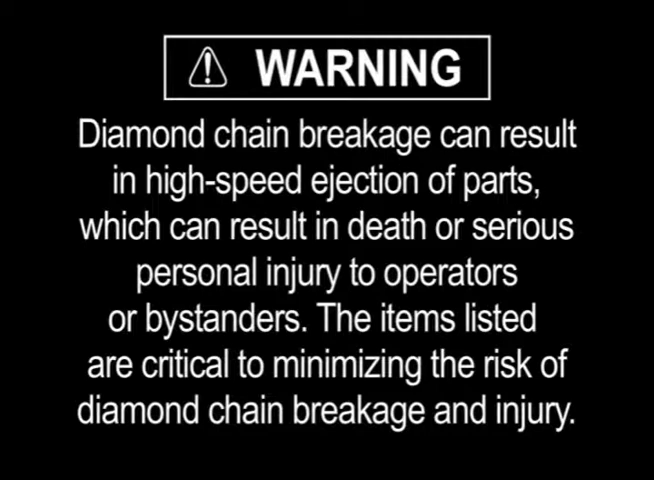 WARNING
Diamond chain breakage can result
in high-speed ejection of parts,
which can result in death or serious
personal injury to operators
or bystanders. The items listed
are critical to minimizing the risk of
diamond chain breakage and injury.